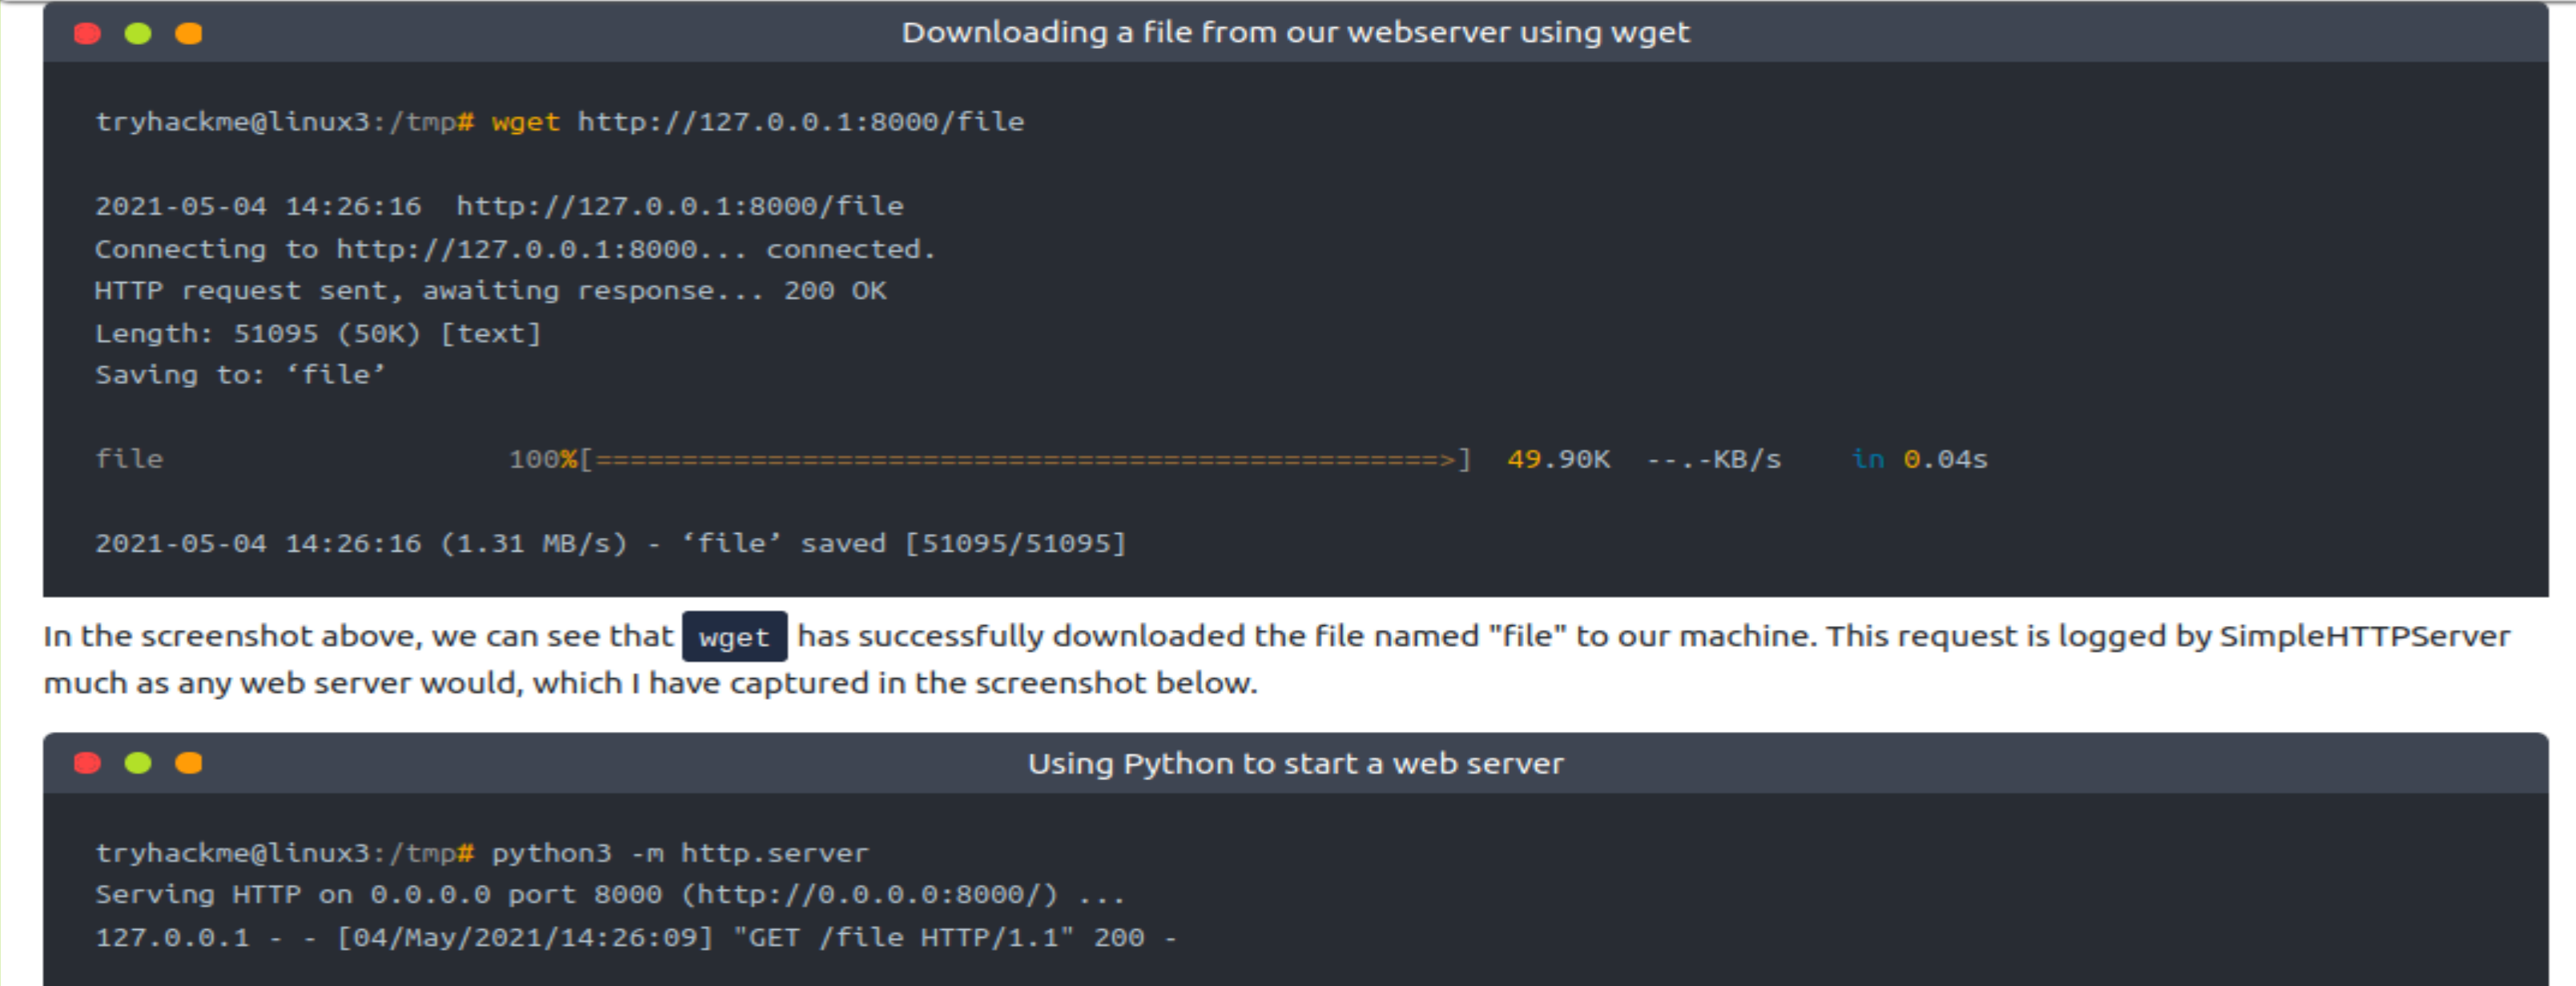 Downloading a file from our webserver using wget
tryhackme@linux3:/tmp# wget http://127.0.0.1:8000/file
2021-05-04 14:26:16  http://127.0.0.1:8000/file
Connecting to http://127.0.0.1:8000... connected.
HTTP request sent, awaiting response... 200 OK
Length: 51095 (50K) [text]
Saving to: ‘file’
file                    100%[=================================================>]  49.90K  --.-KB/s    in 0.04s
2021-05-04 14:26:16 (1.31 MB/s) - ‘file’ saved [51095/51095]
In the screenshot above, we can see that wget has successfully downloaded the file named "file" to our machine. This request is logged by SimpleHTTPServer
much as any web server would, which I have captured in the screenshot below.
Using Python to start a web server
tryhackme@linux3:/tmp# python3 -m http.server
Serving HTTP on 0.0.0.0 port 8000 (http://0.0.0.0:8000/) ...
127.0.0.1 - - [04/May/2021/14:26:09] "GET /file HTTP/1.1" 200 -